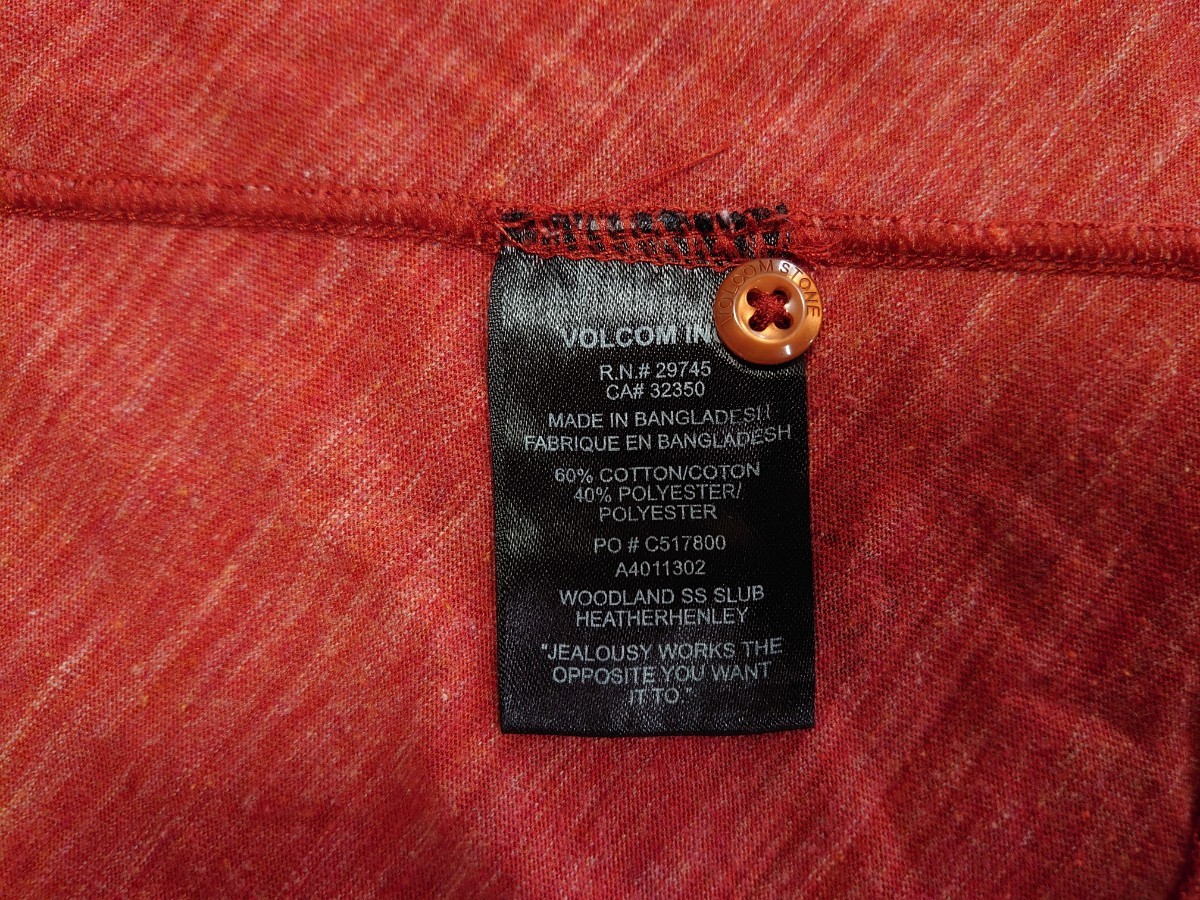 VOLCOM STONE
VOLCOM IN
R.N.# 29745
CA# 32350
MADE IN BANGLADESH
FABRIQUE EN BANGLADESH
60% COTTON/COTON
40% POLYESTER/
POLYESTER
PO # C517800
A4011302
WOODLAND SS SLUB
HEATHERHENLEY
"JEALOUSY WORKS THE
OPPOSITE YOU WANT
IT TO."